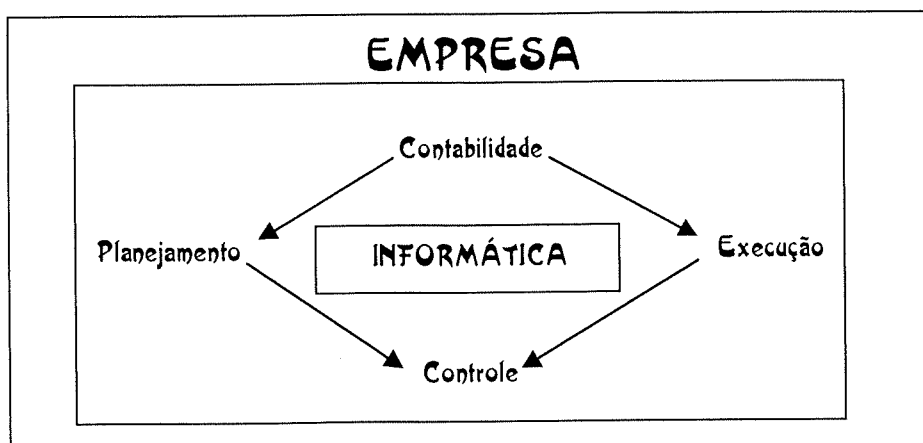 EMPRESA
Contabilidade
Planejamento
INFORMÁTICA
Execução
Controle